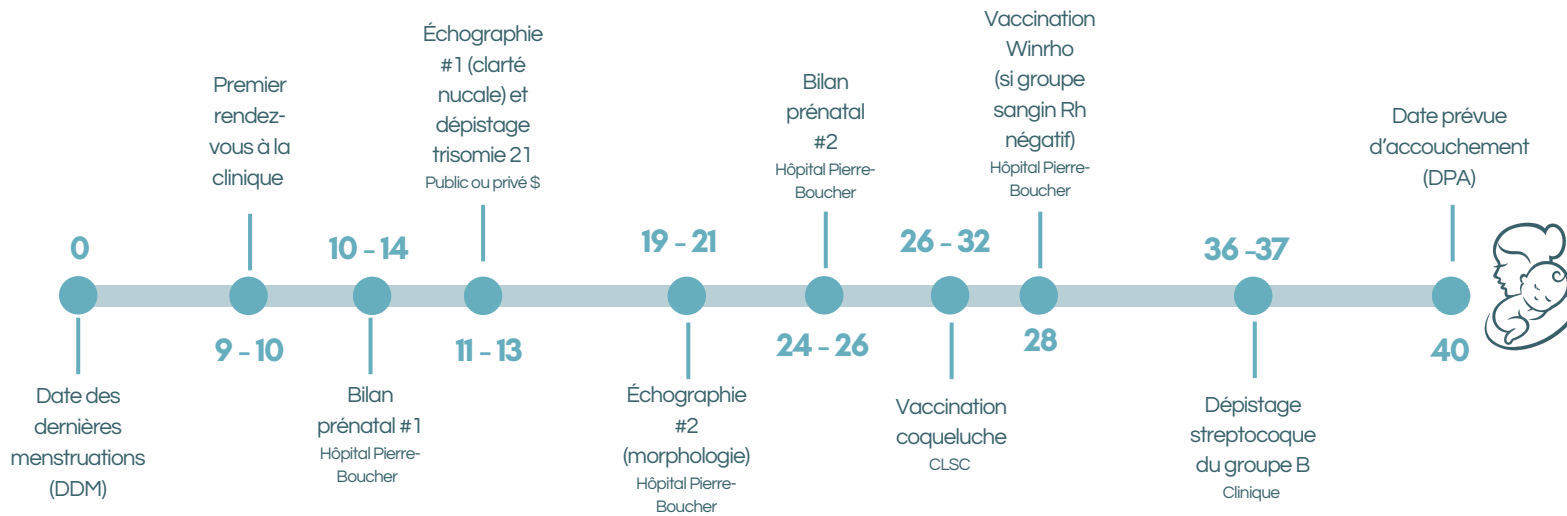 0
Date des
dernières
menstruations
(DDM)
Premier
rendez-
vous à la
clinique
9 - 10
10 - 14
Bilan
prénatal #1
Hôpital Pierre-
Boucher
Échographie
#1 (clarté
nucale) et
dépistage
trisomie 21
Public ou privé $
11 - 13
19 - 21
Échographie
#2
(morphologie)
Hôpital Pierre-
Boucher
Bilan
prénatal
#2
Hôpital Pierre-
Boucher
24 - 26
26 - 32
Vaccination
coqueluche
CLSC
Vaccination
Winrho
(si groupe
sangin Rh
négatif)
Hôpital Pierre-
Boucher
28
36 -37
Dépistage
streptocoque
du groupe B
Clinique
Date prévue
d'accouchement
(DPA)
40